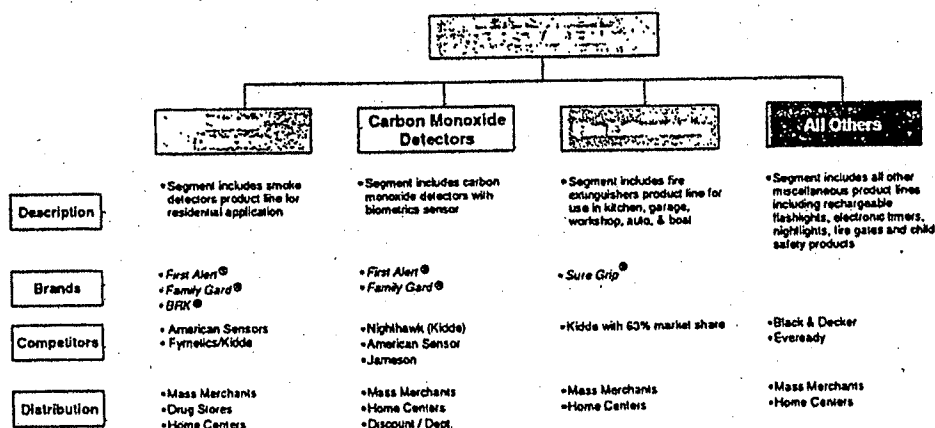 Carbon Monoxide
Detectors
All Others
Description
• Segment includes smoke
detectors product line for
residential application
• Segment includes carbon
monoxide detectors with
biometrics sensor
• Segment includes fire
extinguishers product line for
use in kitchen, garage,
workshop, auto, & boat
• Segment includes all other
miscellaneous product lines
including rechargeable
flashlights, electronic timers,
nightlights, fire gates and child
safety products
Brands
• First Alert®
• Family Gard®
• BRK®
• First Alert®
• Family Gard®
• Sure Grip®
Competitors
• American Sensors
• Fymetics/Kidde
• Nighthawk (Kidde)
• American Sensor
• Jameson
• Kidde with 63% market share
• Black & Decker
• Eveready
Distribution
• Mass Merchants
• Drug Stores
• Home Centers
• Mass Merchants
• Home Centers
• Discount / Dept.
• Mass Merchants
• Home Centers
• Mass Merchants
• Home Centers